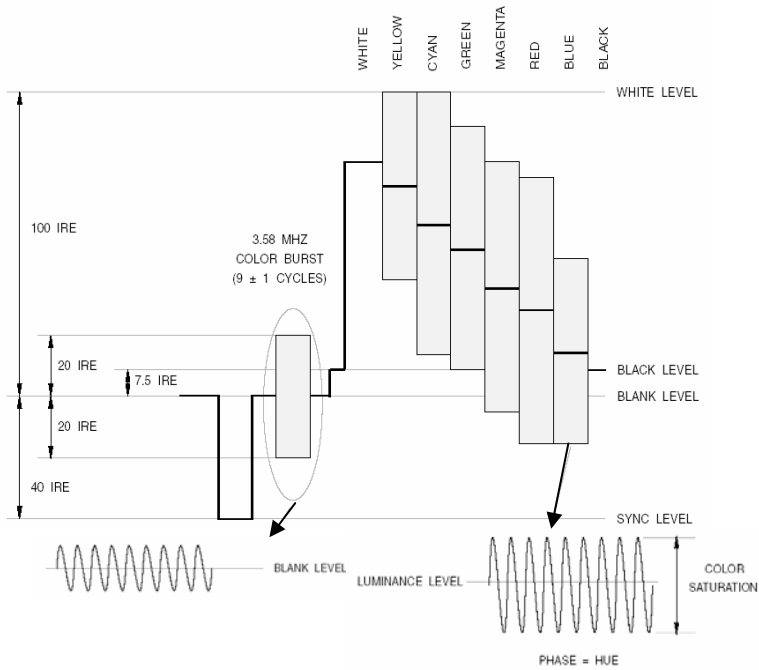 WHITE
YELLOW
CYAN
GREEN
MAGENTA
RED
BLUE
BLACK
WHITE LEVEL
100 IRE
3.58 MHZ
COLOR BURST
(9 ± 1 CYCLES)
20 IRE
7.5 IRE
BLACK LEVEL
BLANK LEVEL
20 IRE
40 IRE
SYNC LEVEL
BLANK LEVEL
LUMINANCE LEVEL
COLOR
SATURATION
PHASE = HUE